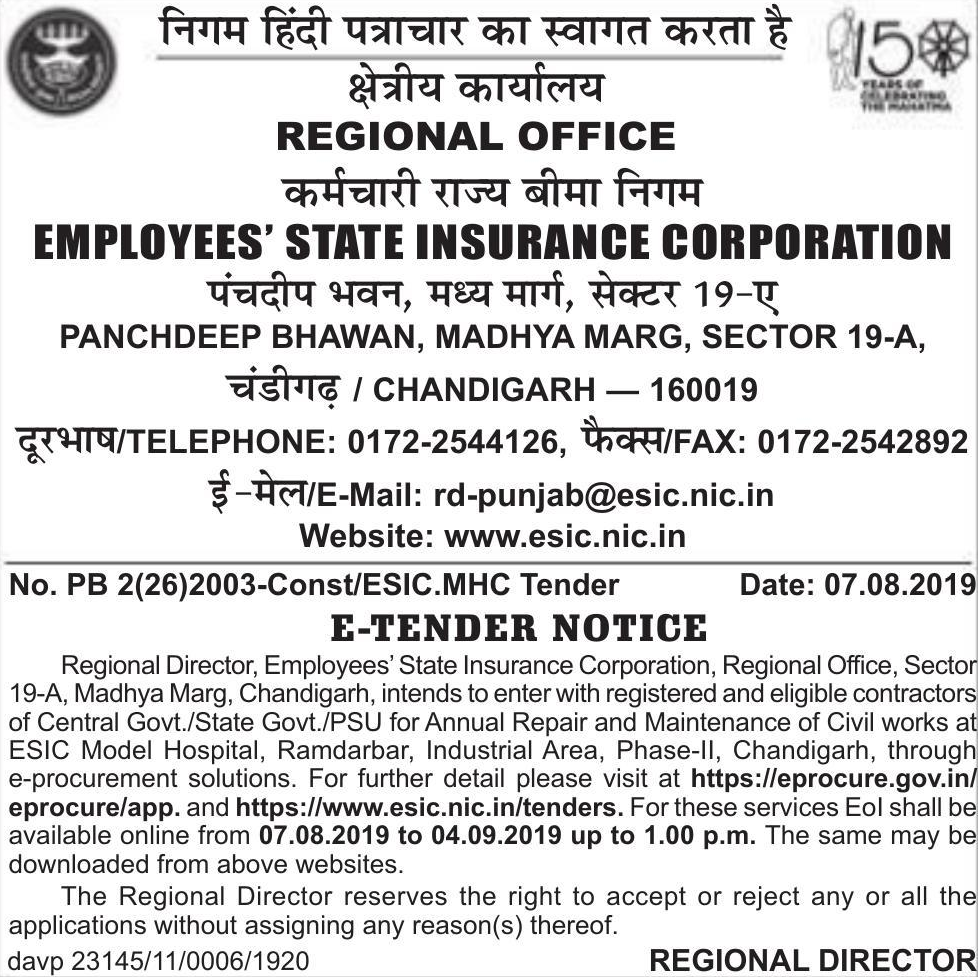 निगम हिंदी पत्राचार का स्वागत करता है
150
YEARS OF
CELEBRATING
THE MAHATMA
क्षेत्रीय कार्यालय
REGIONAL OFFICE
कर्मचारी राज्य बीमा निगम
EMPLOYEES' STATE INSURANCE CORPORATION
पंचदीप भवन, मध्य मार्ग, सेक्टर 19-ए
PANCHDEEP BHAWAN, MADHYA MARG, SECTOR 19-A,
चंडीगढ़ / CHANDIGARH — 160019
दूरभाष/TELEPHONE: 0172-2544126, फैक्स/FAX: 0172-2542892
ई-मेल/E-Mail: rd-punjab@esic.nic.in
Website: www.esic.nic.in
No. PB 2(26)2003-Const/ESIC.MHC Tender Date: 07.08.2019
E-TENDER NOTICE
Regional Director, Employees' State Insurance Corporation, Regional Office, Sector
19-A, Madhya Marg, Chandigarh, intends to enter with registered and eligible contractors
of Central Govt./State Govt./PSU for Annual Repair and Maintenance of Civil works at
ESIC Model Hospital, Ramdarbar, Industrial Area, Phase-II, Chandigarh, through
e-procurement solutions. For further detail please visit at https://eprocure.gov.in/
eprocure/app. and https://www.esic.nic.in/tenders. For these services EoI shall be
available online from 07.08.2019 to 04.09.2019 up to 1.00 p.m. The same may be
downloaded from above websites.
The Regional Director reserves the right to accept or reject any or all the
applications without assigning any reason(s) thereof.
davp 23145/11/0006/1920 REGIONAL DIRECTOR